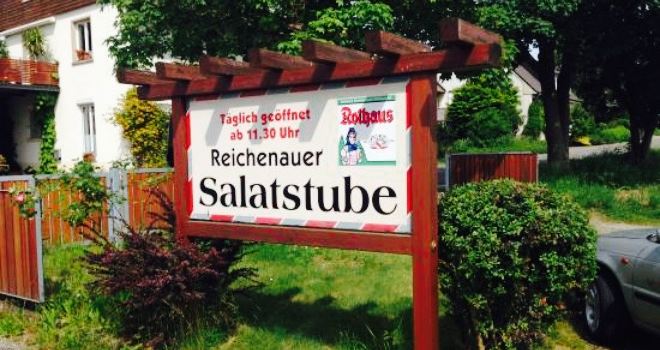 Täglich geöffnet
ab 11.30 Uhr
Rothaus
Reichenauer
Salatstube